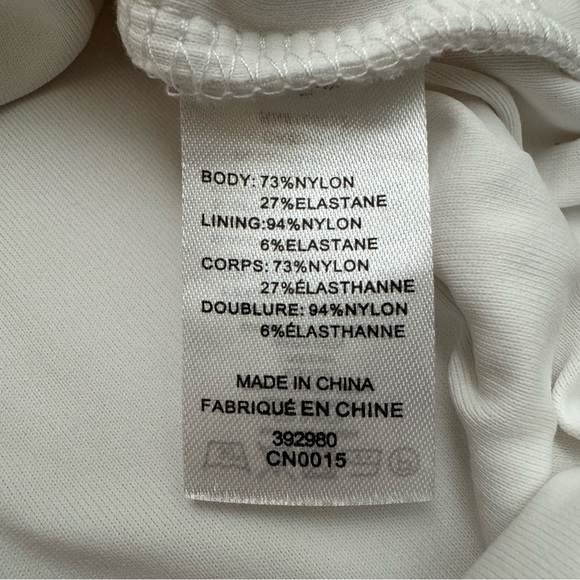 BODY: 73%NYLON
27%ELASTANE
LINING:94%NYLON
6%ELASTANE
CORPS: 73%NYLON
27%ÉLASTHANNE
DOUBLURE: 94%NYLON
6%ÉLASTHANNE
MADE IN CHINA
FABRIQUÉ EN CHINE
392980
CN0015